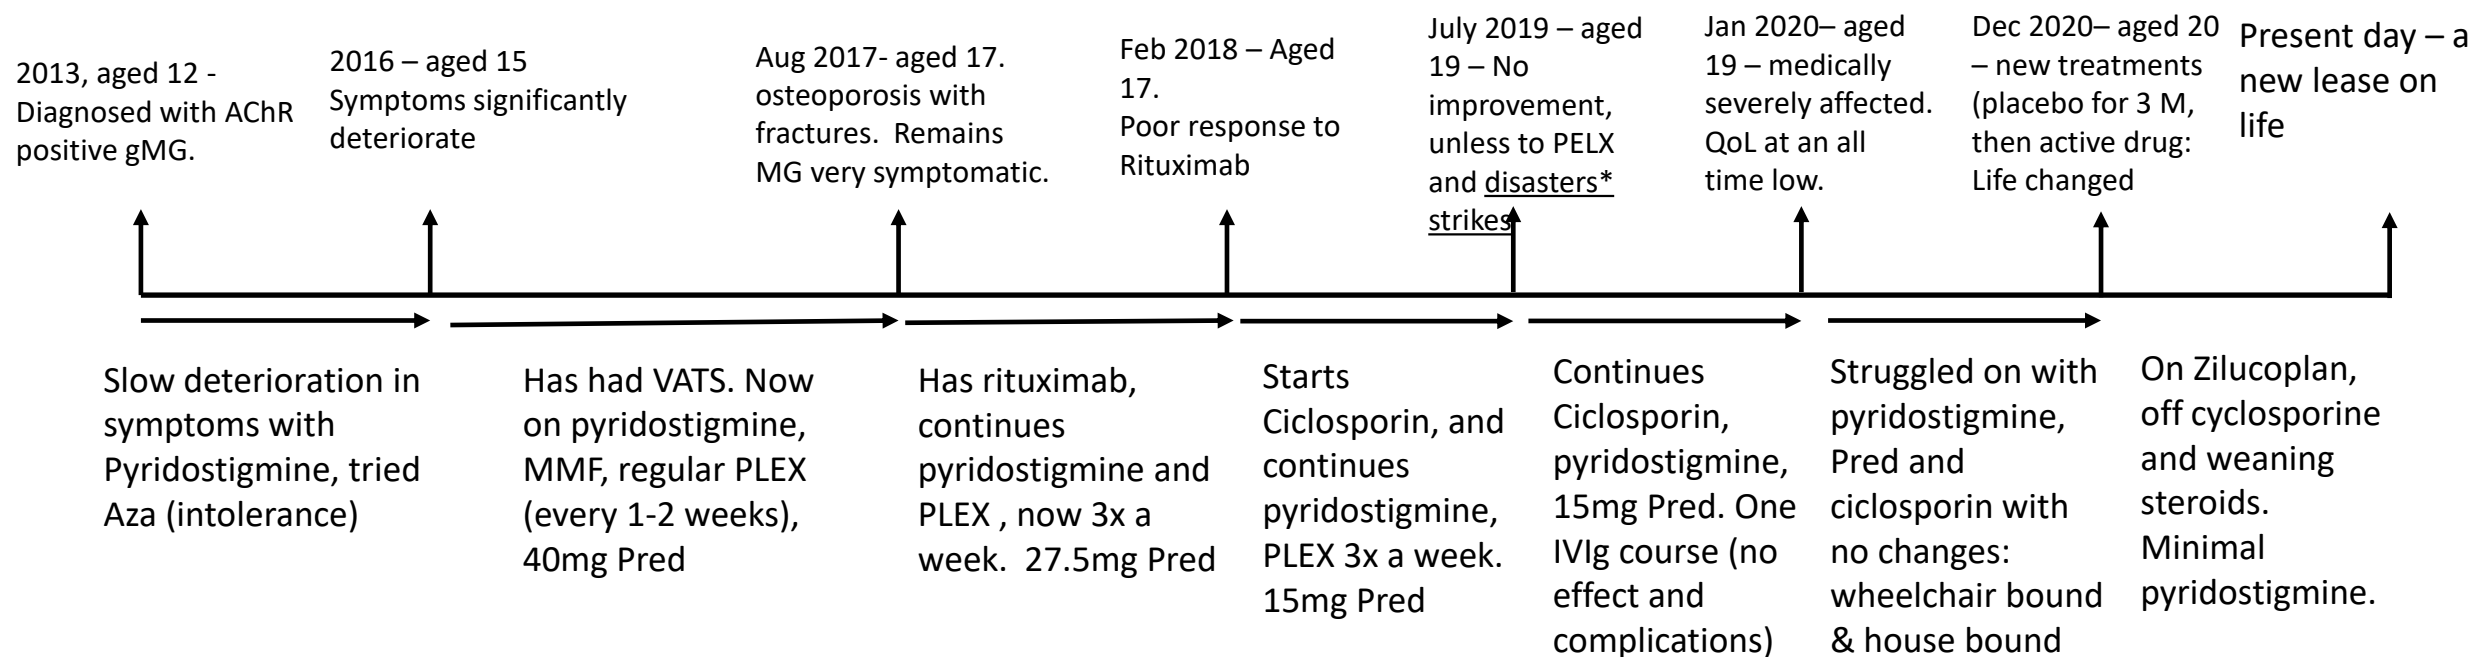 2013, aged 12 -
Diagnosed with AChR
positive gMG.
2016 – aged 15
Symptoms significantly
deteriorate
Aug 2017- aged 17.
osteoporosis with
fractures.  Remains
MG very symptomatic.
Feb 2018 – Aged
17.
Poor response to
Rituximab
July 2019 – aged
19 – No
improvement,
unless to PELX
and disasters*
strikes
Jan 2020– aged
19 – medically
severely affected.
QoL at an all
time low.
Dec 2020– aged 20
– new treatments
(placebo for 3 M,
then active drug:
Life changed
Present day – a
new lease on
life
Slow deterioration in
symptoms with
Pyridostigmine, tried
Aza (intolerance)
Has had VATS. Now
on pyridostigmine,
MMF, regular PLEX
(every 1-2 weeks),
40mg Pred
Has rituximab,
continues
pyridostigmine and
PLEX , now 3x a
week.  27.5mg Pred
Starts
Ciclosporin, and
continues
pyridostigmine,
PLEX 3x a week.
15mg Pred
Continues
Ciclosporin,
pyridostigmine,
15mg Pred. One
IVIg course (no
effect and
complications)
Struggled on with
pyridostigmine,
Pred and
ciclosporin with
no changes:
wheelchair bound
& house bound
On Zilucoplan,
off cyclosporine
and weaning
steroids.
Minimal
pyridostigmine.